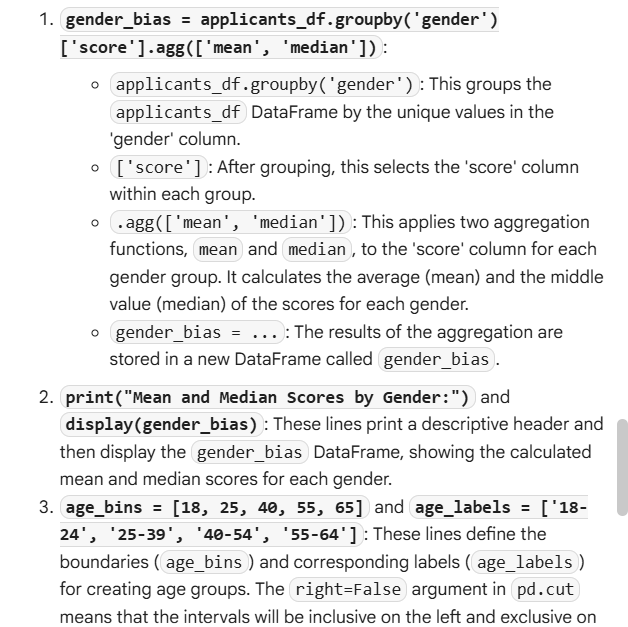 1. gender_bias = applicants_df.groupby('gender')
['score'].agg(['mean', 'median']):
applicants_df.groupby('gender'): This groups the
applicants_df DataFrame by the unique values in the
'gender' column.
['score']: After grouping, this selects the 'score' column
within each group.
.agg(['mean', 'median']): This applies two aggregation
functions, mean and median, to the 'score' column for each
gender group. It calculates the average (mean) and the middle
value (median) of the scores for each gender.
gender_bias = ...: The results of the aggregation are
stored in a new DataFrame called gender_bias.
2. print("Mean and Median Scores by Gender:") and
display(gender_bias): These lines print a descriptive header and
then display the gender_bias DataFrame, showing the calculated
mean and median scores for each gender.
3. age_bins = [18, 25, 40, 55, 65] and age_labels = ['18-
24', '25-39', '40-54', '55-64']: These lines define the
boundaries (age_bins) and corresponding labels (age_labels)
for creating age groups. The right=False argument in pd.cut
means that the intervals will be inclusive on the left and exclusive on